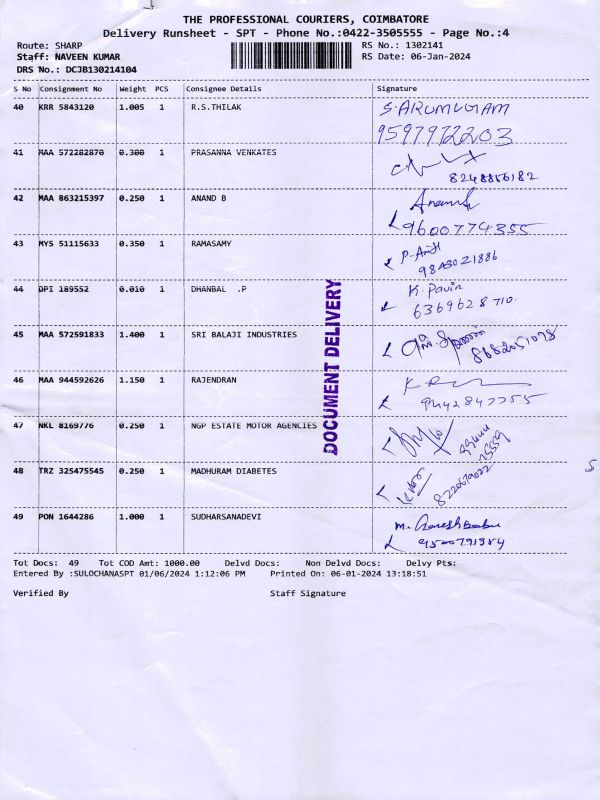 THE PROFESSIONAL COURIERS, COIMBATORE
Delivery Runsheet - SPT - Phone No.:0422-3505555 - Page No.:4
Route: SHARP
RS No.: 1302141
Staff: NAVEEN KUMAR
RS Date: 06-Jan-2024
DRS No.: DCJB130214104
S No Consignment No Weight PCS Consignee Details Signature
40 KRR 5843120 1.005 1 R.S.THILAK S.ARUMUGAM
9597972203
41 MAA 572282870 0.300 1 PRASANNA VENKATES
8248856182
42 MAA 863215397 0.250 1 ANAND B
9600774355
43 MYS 51115633 0.350 1 RAMASAMY
44 DPI 189552 0.010 1 DHANBAL .P K. Pavin
6369628710
45 MAA 572591833 1.400 1 SRI BALAJI INDUSTRIES 8682051078
46 MAA 944592626 1.150 1 RAJENDRAN
47 NKL 8169776 0.250 1 NGP ESTATE MOTOR AGENCIES
48 TRZ 325475545 0.250 1 MADHURAM DIABETES
49 PON 1644286 1.000 1 SUDHARSANADEVI M. Ganesh Babu
DOCUMENT DELIVERY
Tot Docs: 49 Tot COD Amt: 1000.00 Delvd Docs: Non Delvd Docs: Delvy Pts:
Entered By :SULOCHANASPT 01/06/2024 1:12:06 PM Printed On: 06-01-2024 13:18:51
Verified By Staff Signature